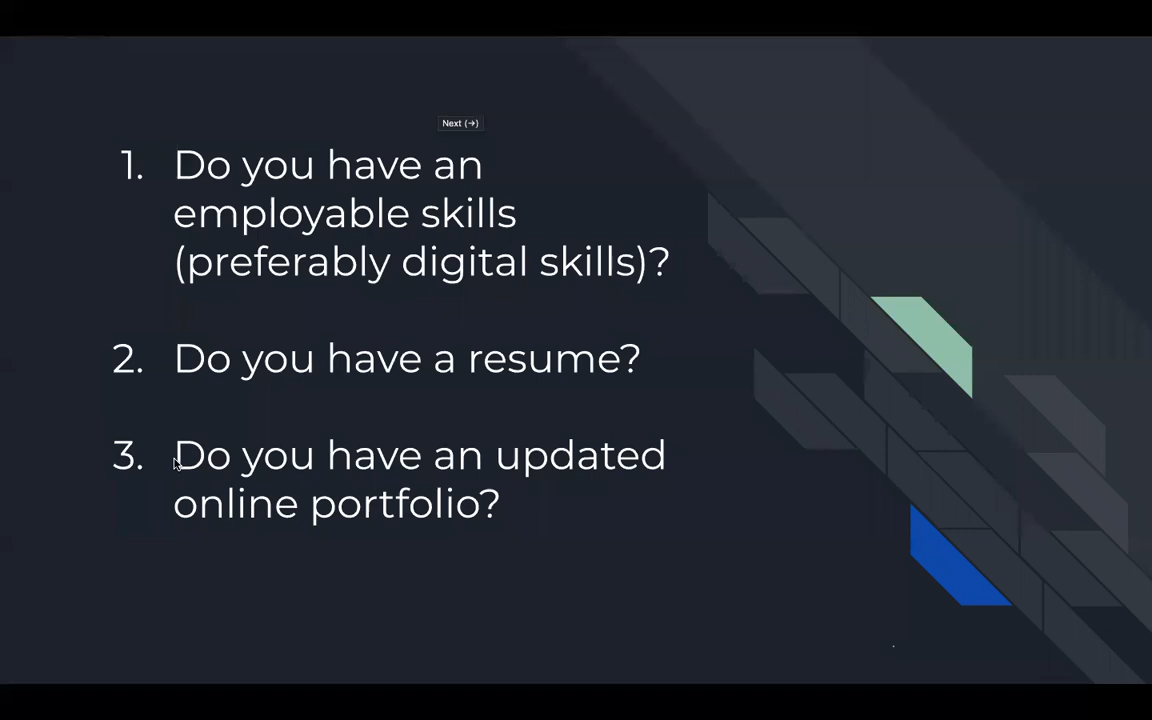 Next (→)
1. Do you have an
employable skills
(preferably digital skills)?
2. Do you have a resume?
3. Do you have an updated
online portfolio?